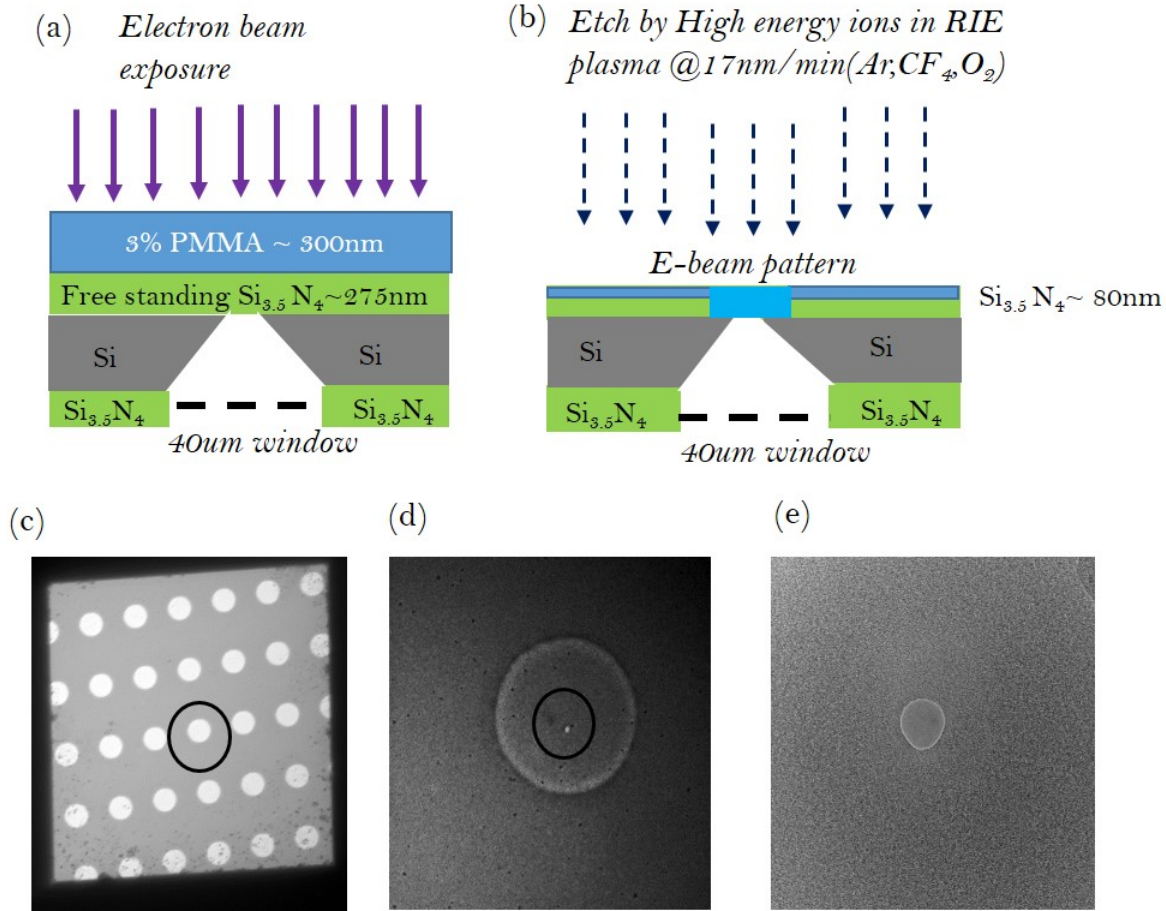 (a) Electron beam
exposure
3% PMMA ~ 300nm
Free standing Si3.5 N4~275nm
Si Si
Si3.5N4 Si3.5N4
40um window
(b) Etch by High energy ions in RIE
plasma @17nm/min(Ar,CF4,O2)
E-beam pattern
Si3.5N4~ 80nm
Si Si
Si3.5N4 Si3.5N4
40um window
(c)
(d)
(e)